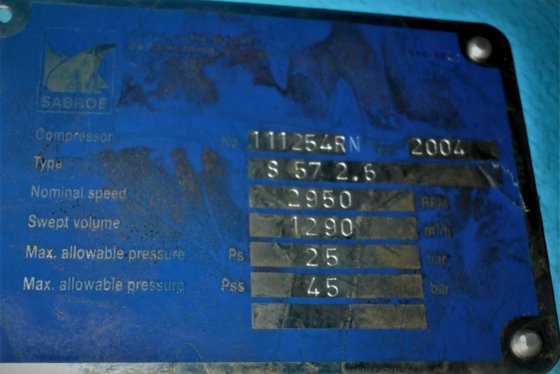 SABROE
Compressor No. 111254RN 2004
Type S 57 2.6
Nominal speed 2950 RPM
Swept volume 1290 m³/h
Max. allowable pressure Ps 25 bar
Max. allowable pressure Pss 45 bar